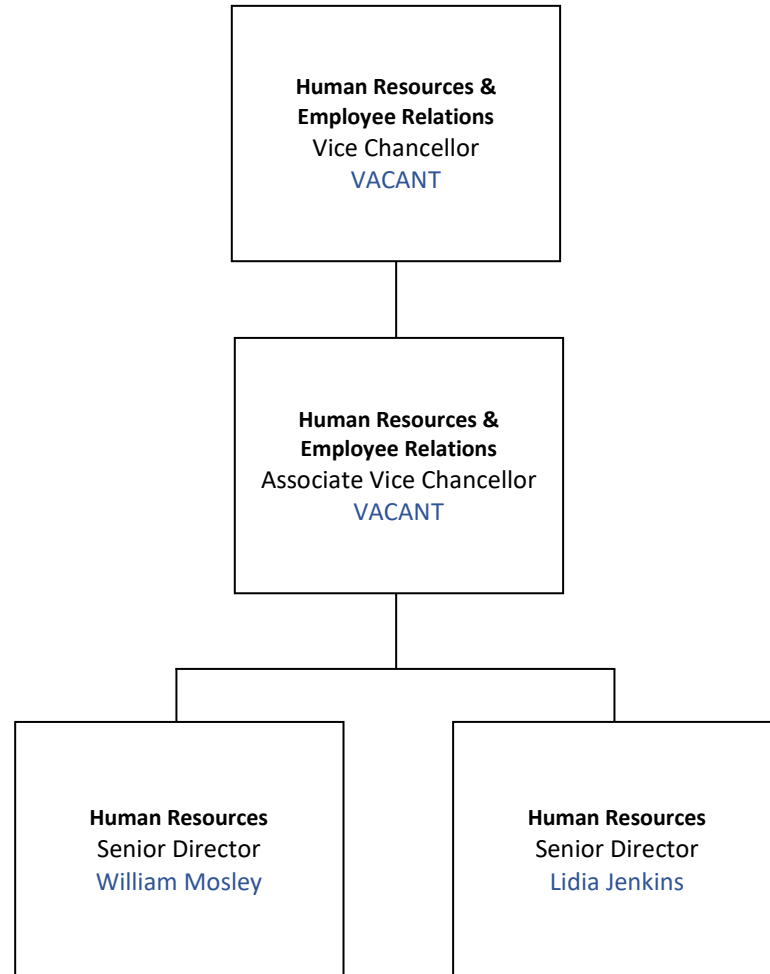 Human Resources &
Employee Relations
Vice Chancellor
VACANT
Human Resources &
Employee Relations
Associate Vice Chancellor
VACANT
Human Resources
Senior Director
William Mosley
Human Resources
Senior Director
Lidia Jenkins